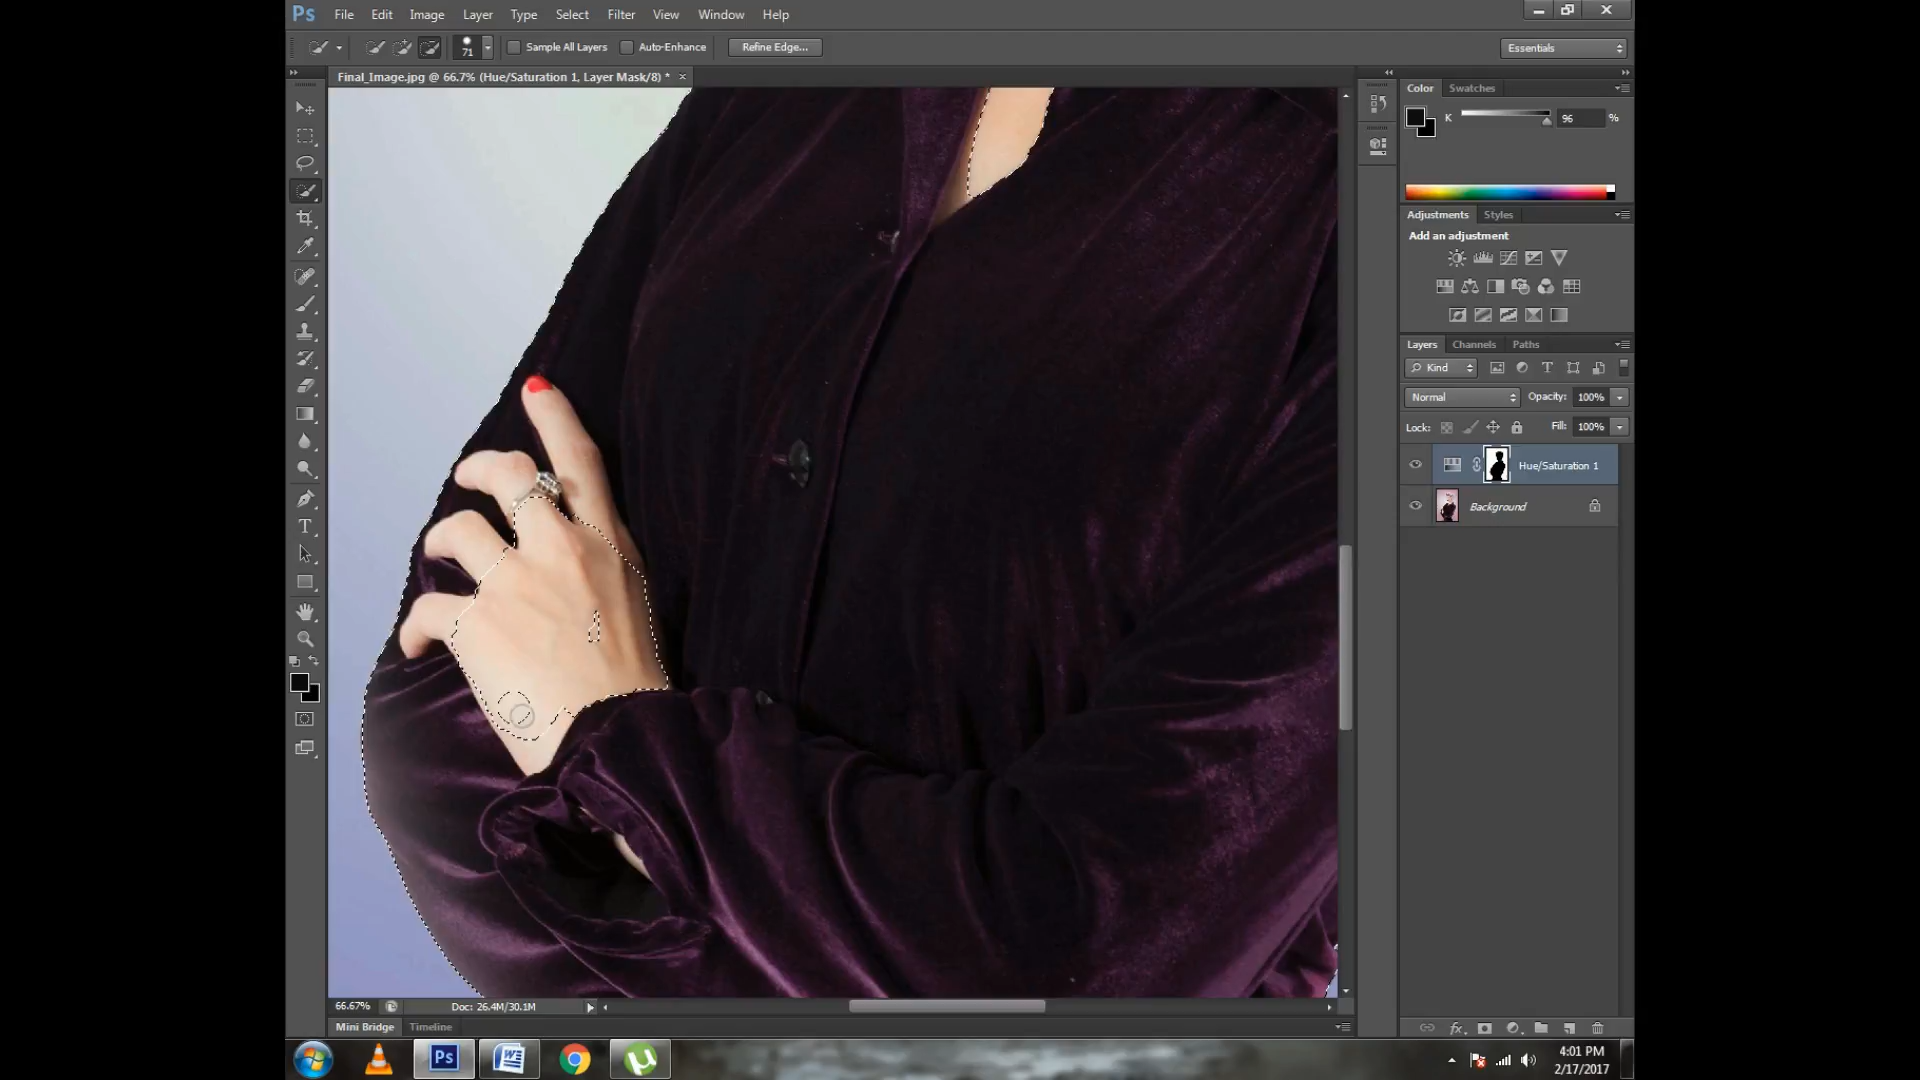 Ps File Edit Image Layer Type Select Filter View Window Help
71 Sample All Layers Auto-Enhance Refine Edge... Essentials
Final_Image.jpg @ 66.7% (Hue/Saturation 1, Layer Mask/8) *
Color Swatches
K 96 %
Adjustments Styles
Add an adjustment
Layers Channels Paths
Kind
Normal Opacity: 100%
Lock: Fill: 100%
Hue/Saturation 1
Background
66.67% Doc: 26.4M/30.1M
Mini Bridge Timeline
4:01 PM
2/17/2017